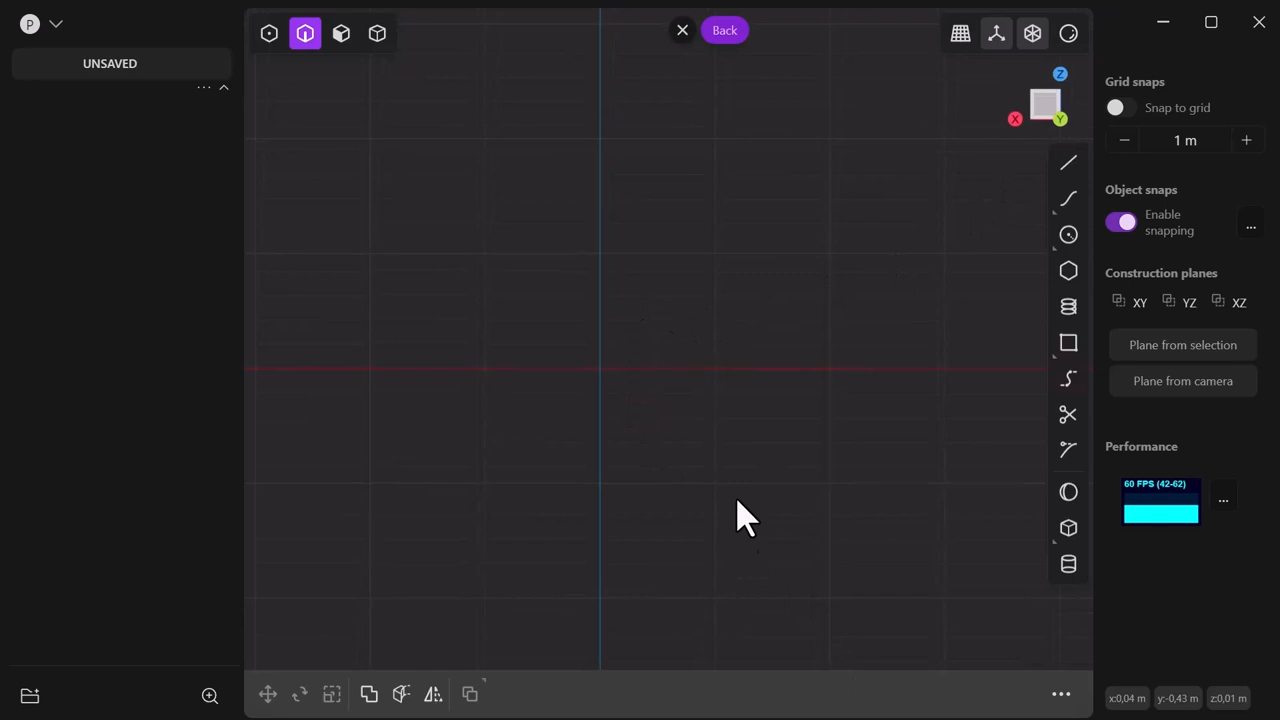 P
UNSAVED
Back
Z
X
Y
Grid snaps
Snap to grid
1 m
Object snaps
Enable
snapping
Construction planes
XY YZ XZ
Plane from selection
Plane from camera
Performance
60 FPS (42-62)
x:0,04 m y:-0,43 m z:0,01 m